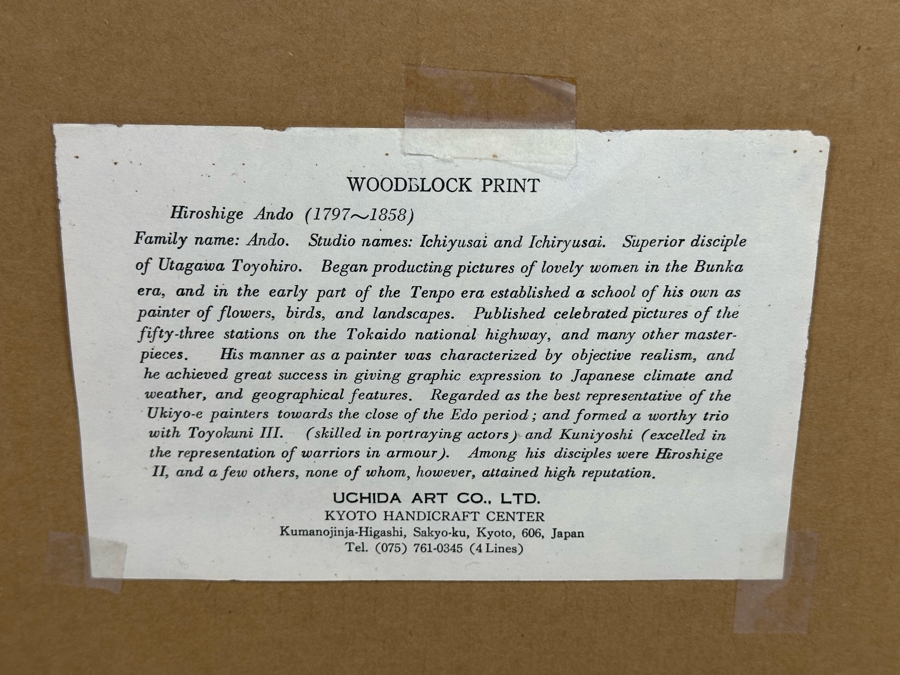 WOODBLOCK PRINT
Hiroshige Ando (1797～1858)
Family name: Ando. Studio names: Ichiyusai and Ichiryusai. Superior disciple
of Utagawa Toyohiro. Began producting pictures of lovely women in the Bunka
era, and in the early part of the Tenpo era established a school of his own as
painter of flowers, birds, and landscapes. Published celebrated pictures of the
fifty-three stations on the Tokaido national highway, and many other master-
pieces. His manner as a painter was characterized by objective realism, and
he achieved great success in giving graphic expression to Japanese climate and
weather, and geographical features. Regarded as the best representative of the
Ukiyo-e painters towards the close of the Edo period; and formed a worthy trio
with Toyokuni III. (skilled in portraying actors) and Kuniyoshi (excelled in
the representation of warriors in armour). Among his disciples were Hiroshige
II, and a few others, none of whom, however, attained high reputation.
UCHIDA ART CO., LTD.
KYOTO HANDICRAFT CENTER
Kumanojinja-Higashi, Sakyo-ku, Kyoto, 606, Japan
Tel. (075) 761-0345 (4 Lines)